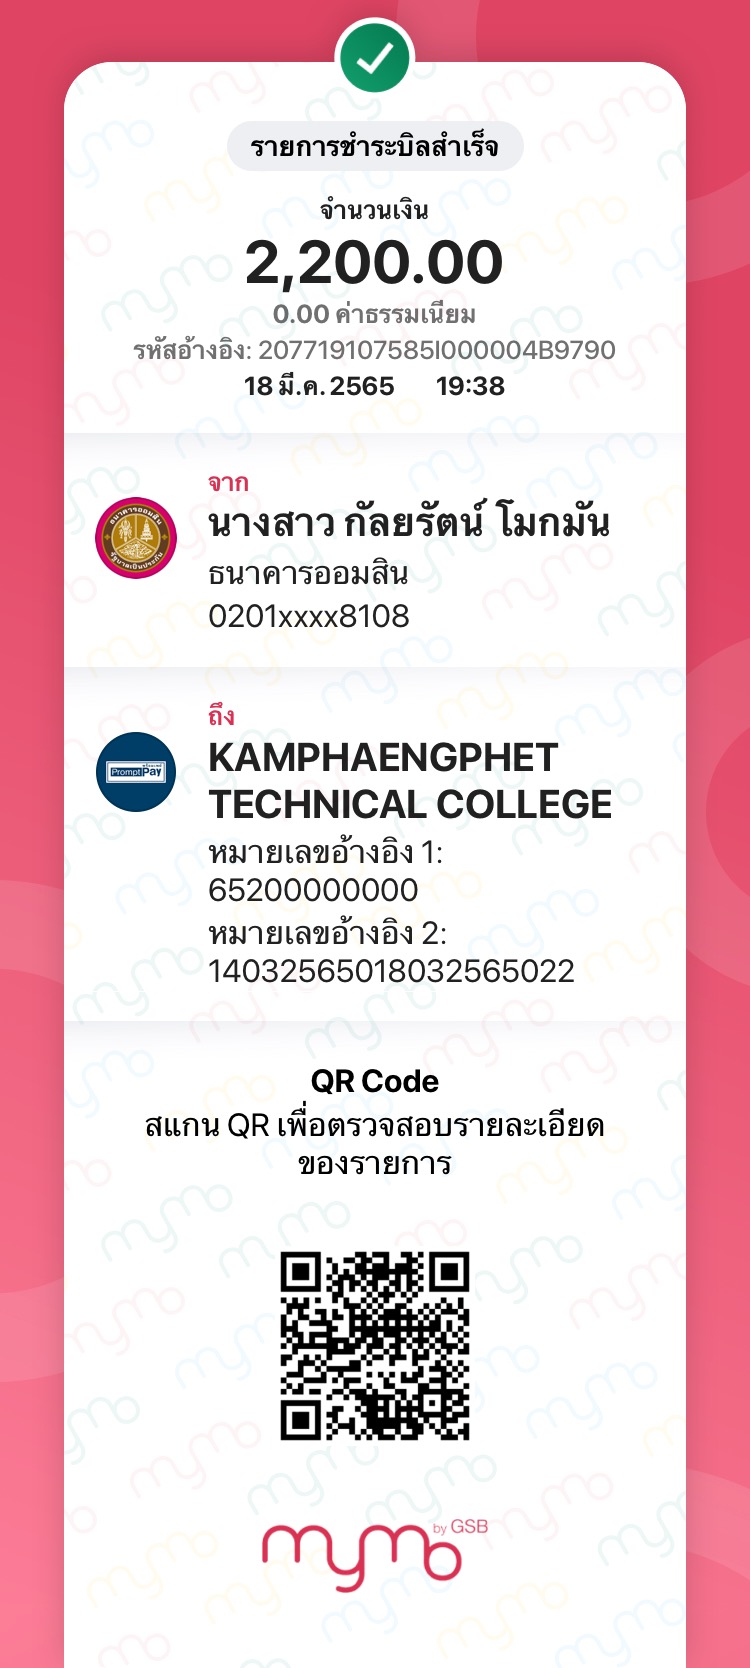 รายการชำระบิลสำเร็จ
จำนวนเงิน
2,200.00
0.00 ค่าธรรมเนียม
รหัสอ้างอิง: 207719107585I000004B9790
18 มี.ค. 2565 19:38
จาก
นางสาว กัลยรัตน์ โมกมัน
ธนาคารออมสิน
0201xxxx8108
ถึง
PromptPay
KAMPHAENGPHET
TECHNICAL COLLEGE
หมายเลขอ้างอิง 1:
65200000000
หมายเลขอ้างอิง 2:
14032565018032565022
QR Code
สแกน QR เพื่อตรวจสอบรายละเอียด
ของรายการ
mymo by GSB